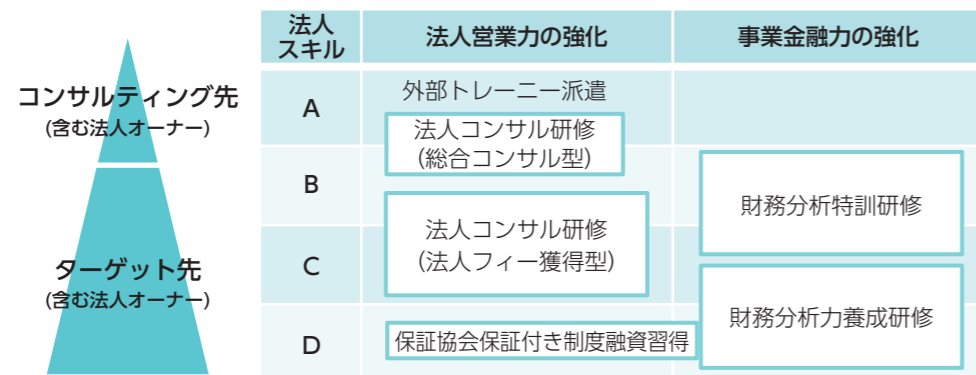 コンサルティング先
(含む法人オーナー)
ターゲット先
(含む法人オーナー)
法人
スキル
法人営業力の強化
事業金融力の強化
A
外部トレーニー派遣
法人コンサル研修
(総合コンサル型)
B
法人コンサル研修
(法人フィー獲得型)
財務分析特訓研修
C
財務分析力養成研修
D
保証協会保証付き制度融資習得